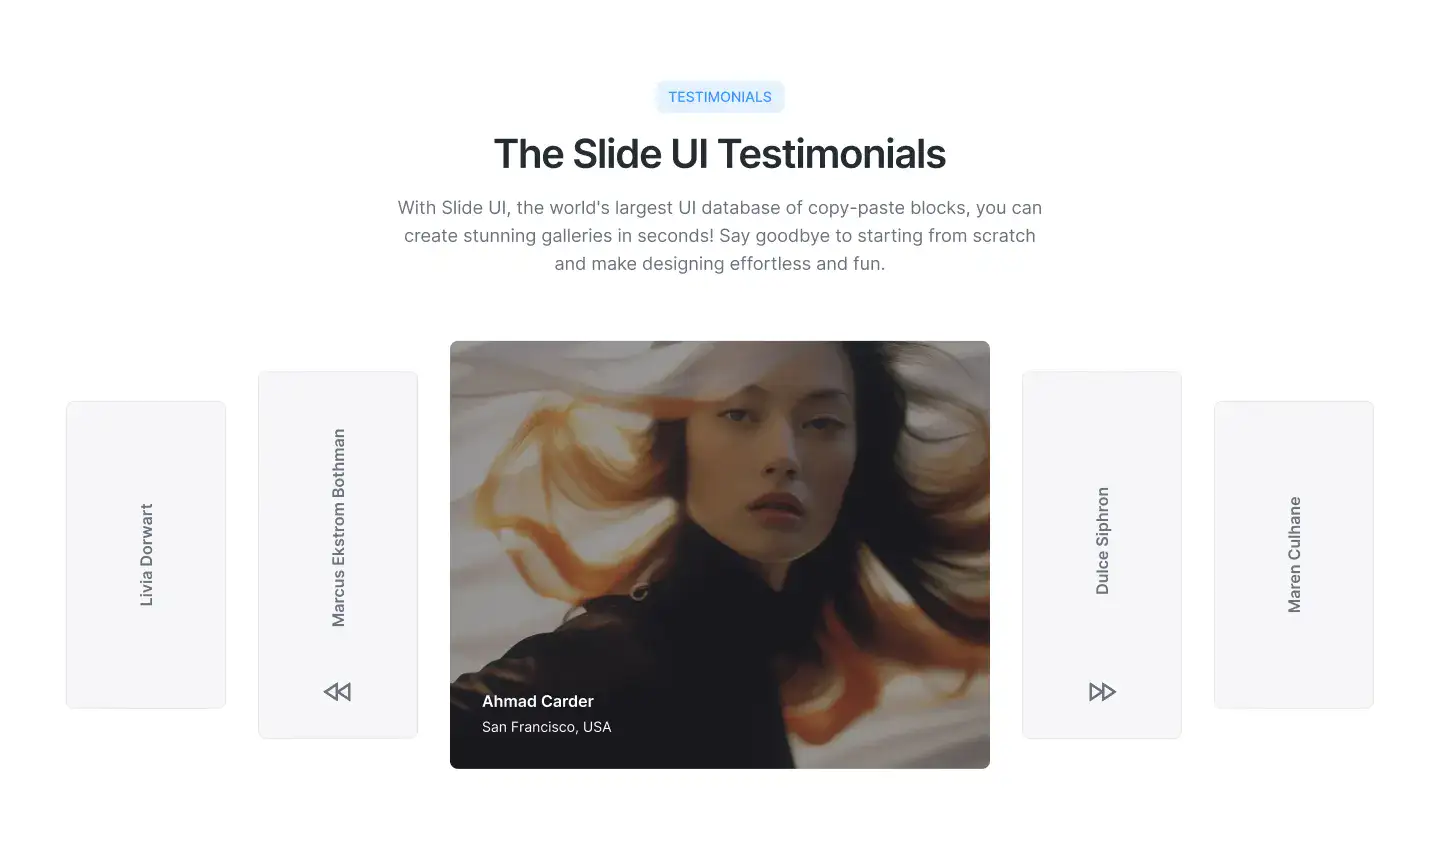 TESTIMONIALS
The Slide UI Testimonials
With Slide UI, the world's largest UI database of copy-paste blocks, you can
create stunning galleries in seconds! Say goodbye to starting from scratch
and make designing effortless and fun.
Livia Dorwart
Marcus Ekstrom Bothman
Ahmad Carder
San Francisco, USA
Dulce Siphron
Maren Culhane